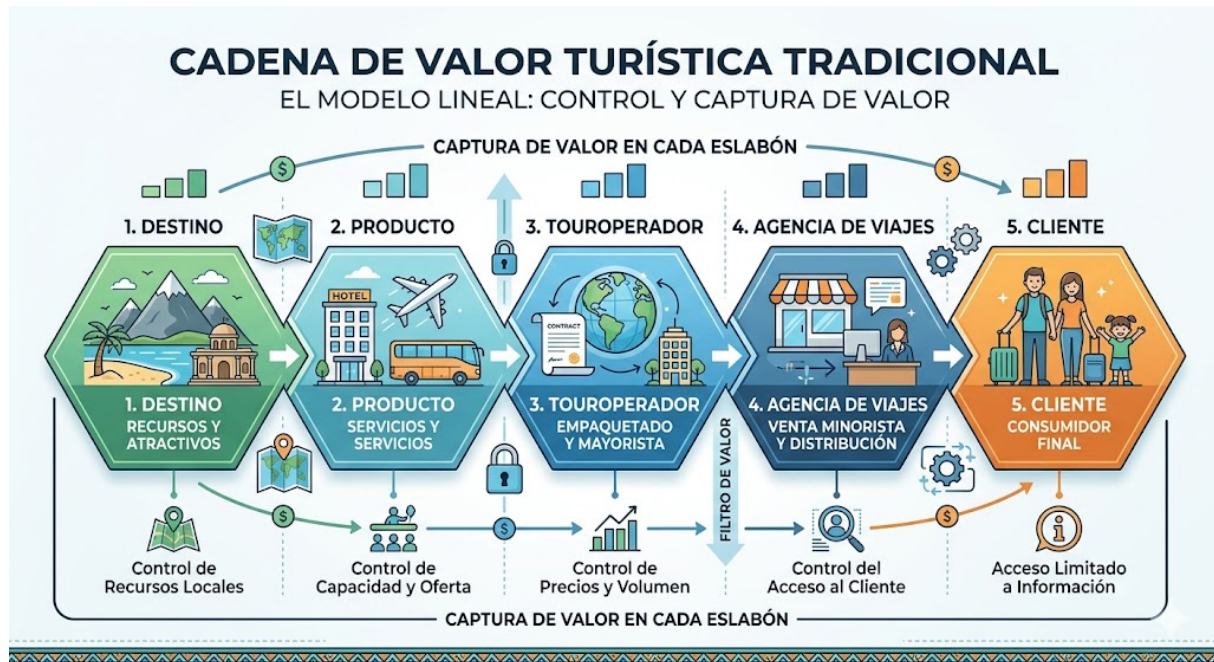 CADENA DE VALOR TURÍSTICA TRADICIONAL
EL MODELO LINEAL: CONTROL Y CAPTURA DE VALOR
CAPTURA DE VALOR EN CADA ESLABÓN
$
$
1. DESTINO
2. PRODUCTO
3. TOUROPERADOR
4. AGENCIA DE VIAJES
5. CLIENTE
HOTEL
CONTRACT
1. DESTINO
RECURSOS Y
ATRACTIVOS
2. PRODUCTO
SERVICIOS Y
SERVICIOS
3. TOUROPERADOR
EMPAQUETADO
Y MAYORISTA
4. AGENCIA DE VIAJES
VENTA MINORISTA
Y DISTRIBUCIÓN
5. CLIENTE
CONSUMIDOR
FINAL
FILTRO DE VALOR
$
$
$
Control de
Recursos Locales
Control de
Capacidad y Oferta
Control de
Precios y Volumen
Control del
Acceso al Cliente
Acceso Limitado
a Información
CAPTURA DE VALOR EN CADA ESLABÓN